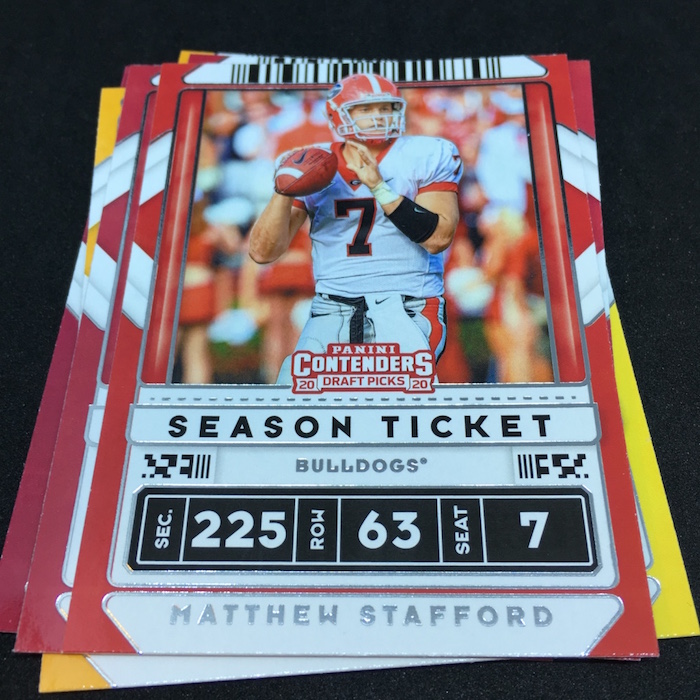 7
PANINI
CONTENDERS
20 DRAFT PICKS 20
SEASON TICKET
BULLDOGS®
SEC. 225 ROW 63 SEAT 7
MATTHEW STAFFORD